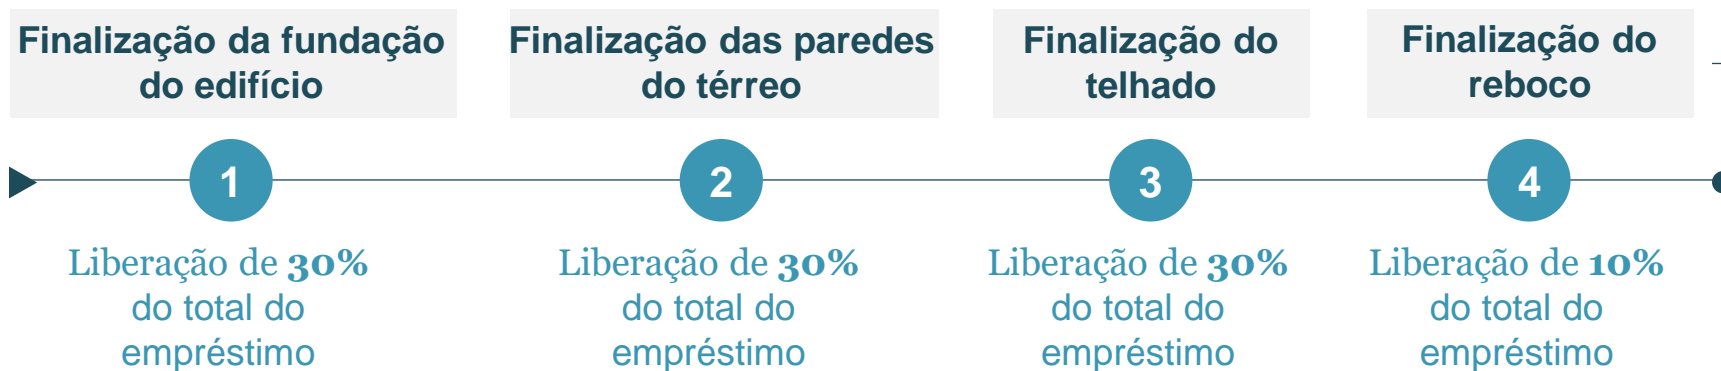 Finalização da fundação
do edifício
Finalização das paredes
do térreo
Finalização do
telhado
Finalização do
reboco
1
2
3
4
Liberação de 30%
do total do
empréstimo
Liberação de 30%
do total do
empréstimo
Liberação de 30%
do total do
empréstimo
Liberação de 10%
do total do
empréstimo